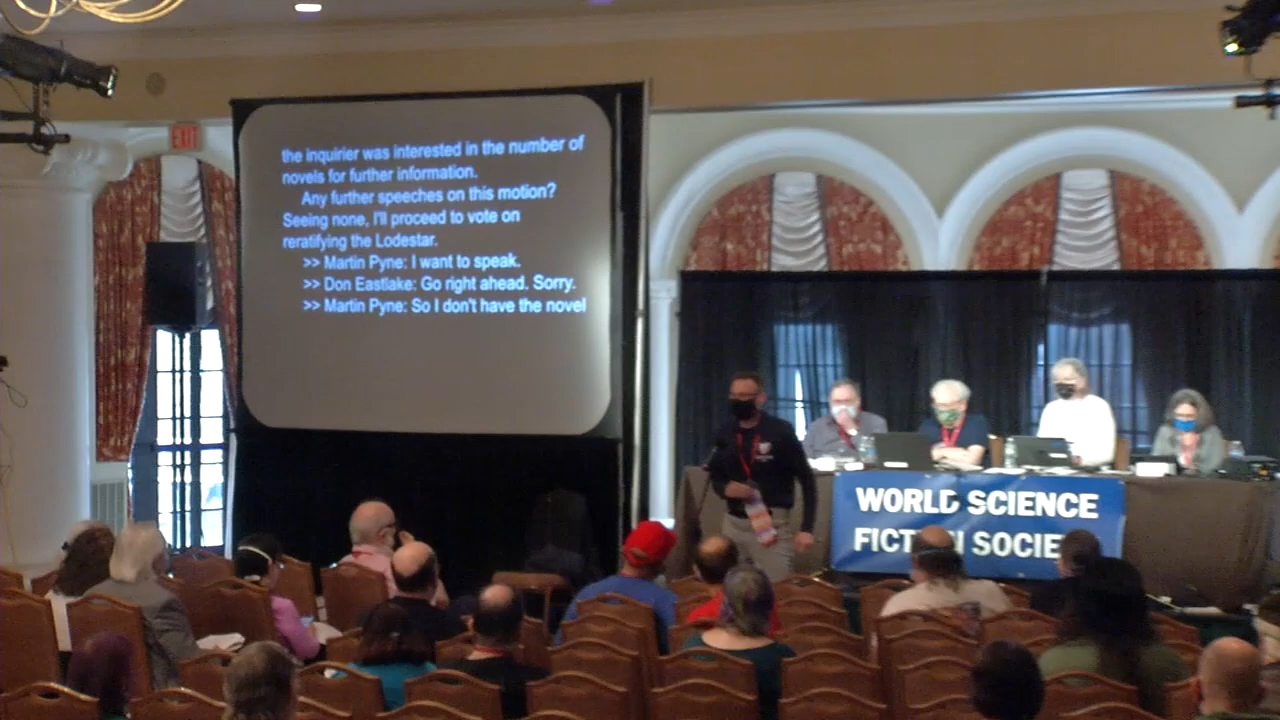 EXIT
the inquirier was interested in the number of
novels for further information.
Any further speeches on this motion?
Seeing none, I'll proceed to vote on
reratifying the Lodestar.
>> Martin Pyne: I want to speak.
>> Don Eastlake: Go right ahead. Sorry.
>> Martin Pyne: So I don't have the novel
WORLD SCIENCE
FICT N SOCIE